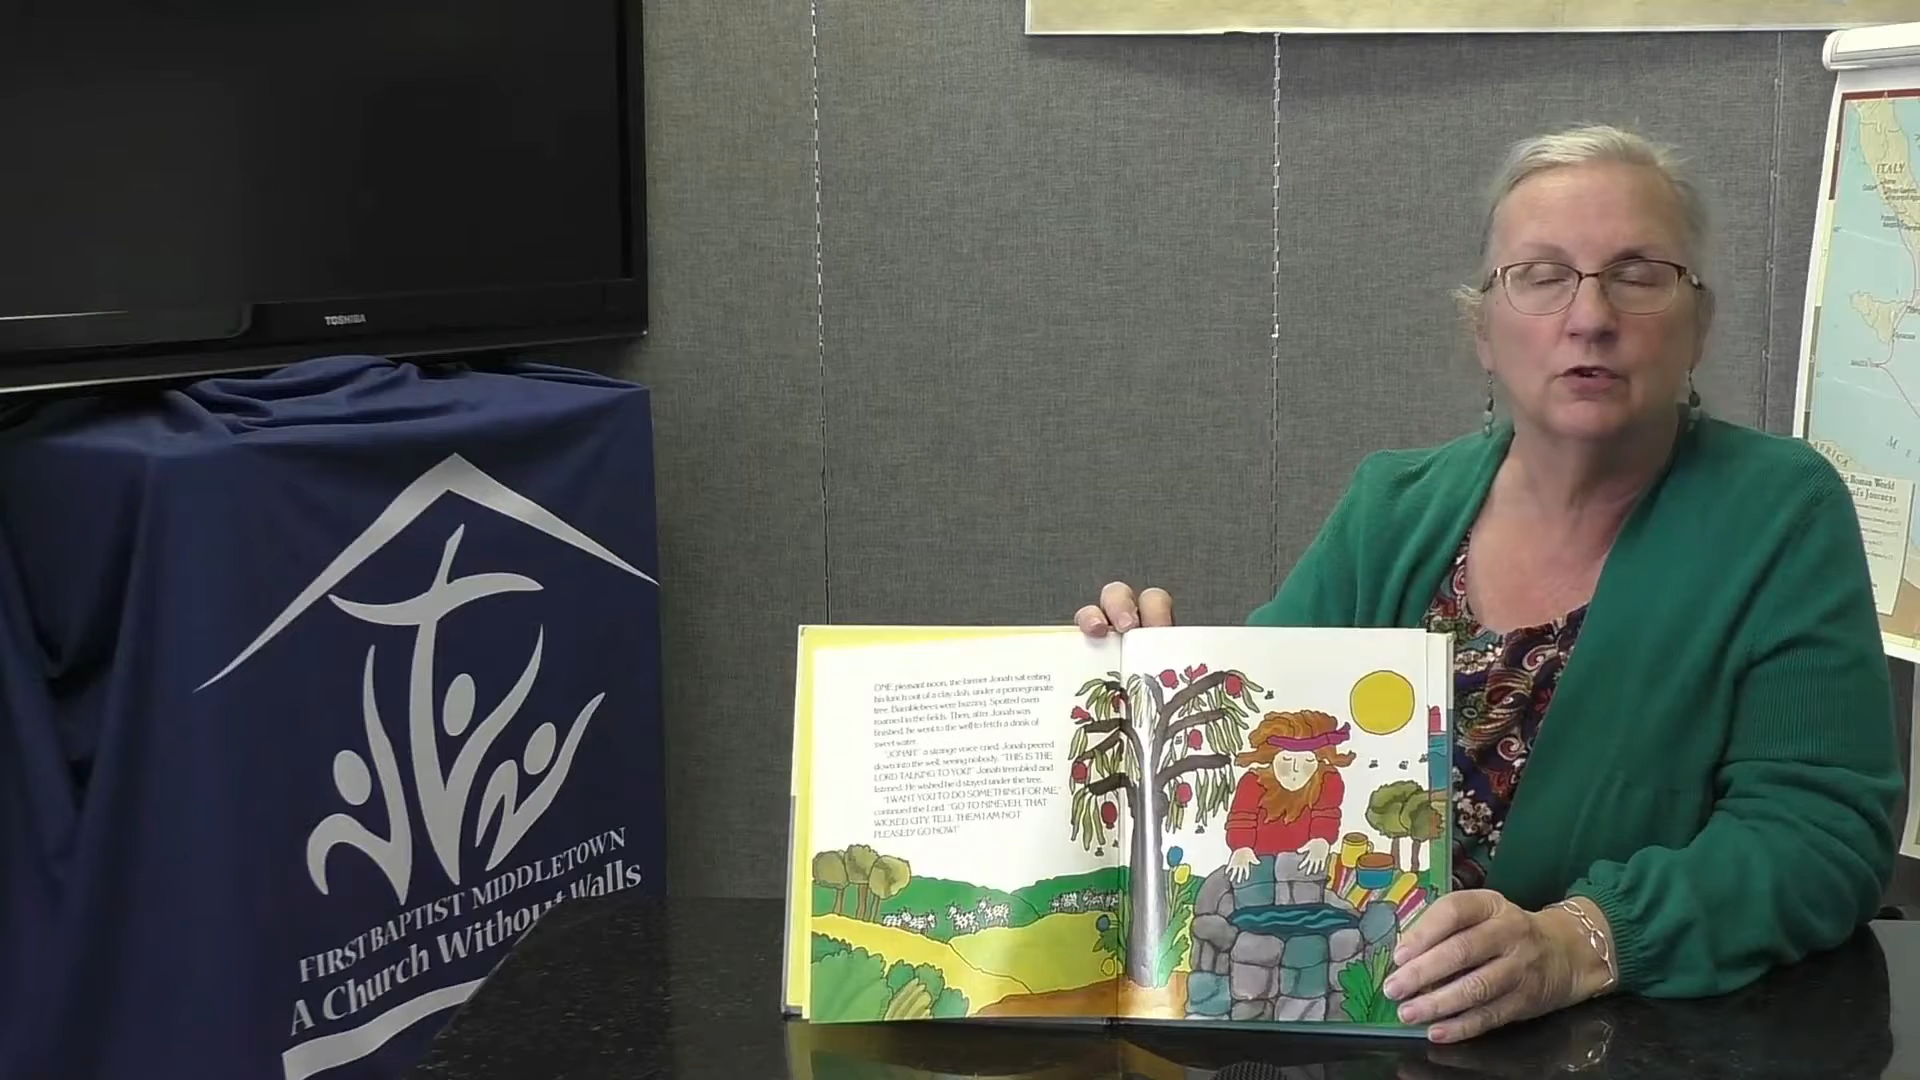 TOSHIBA
FIRST BAPTIST MIDDLETOWN
A Church Without Walls
ONE pleasant noon, the farmer Jonah sat eating
his lunch out of a clay dish, under a pomegranate
tree. Bumblebees were buzzing. Spotted oxen
roamed in the fields. Then, after Jonah was
finished, he went to the well to fetch a drink of
sweet water.
"JONAH!" a strange voice cried. Jonah peered
down into the well, seeing nobody. "THIS IS THE
LORD TALKING TO YOU!" Jonah trembled and
listened. He wished he'd stayed under the tree.
"I WANT YOU TO DO SOMETHING FOR ME,"
continued the Lord. "GO TO NINEVEH, THAT
WICKED CITY. TELL THEM I AM NOT
PLEASED! GO NOW!"
ITALY
AFRICA
Roman World
Journeys